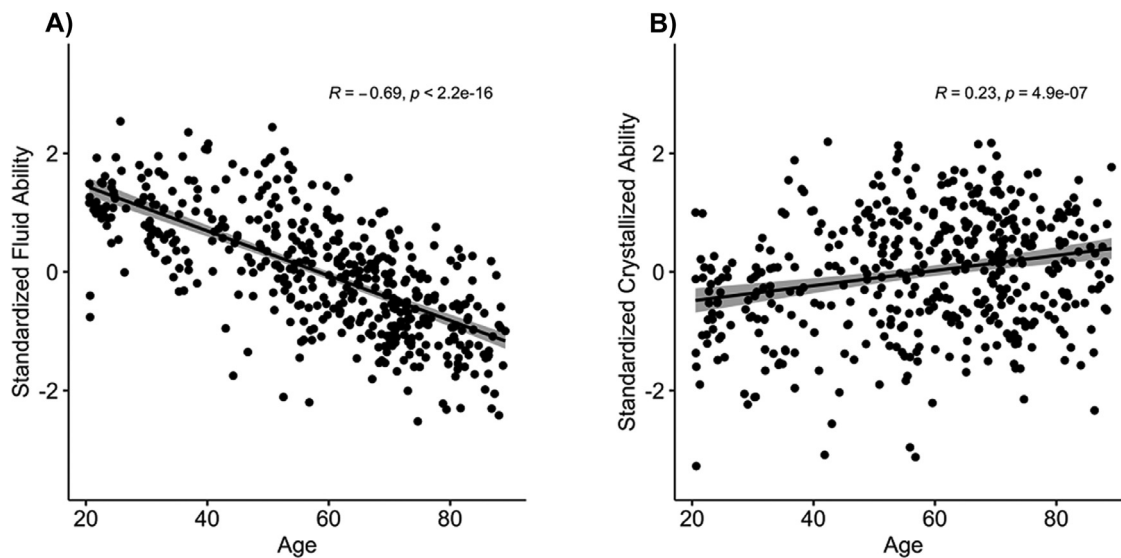 A)
R = −0.69, p < 2.2e-16
Standardized Fluid Ability
2
0
-2
20 40 60 80
Age
B)
R = 0.23, p = 4.9e-07
Standardized Crystallized Ability
2
0
-2
20 40 60 80
Age